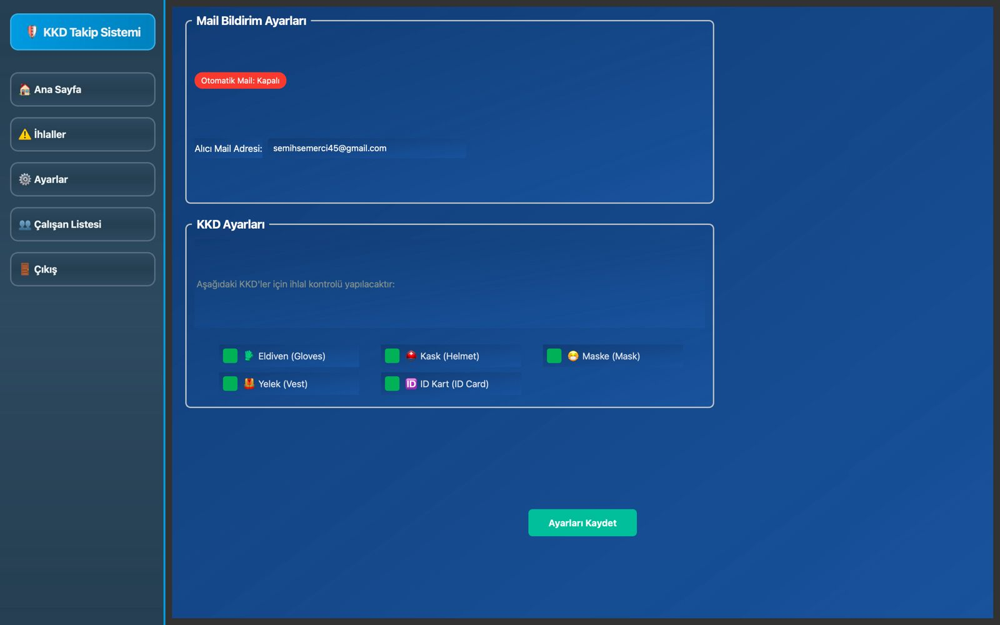 KKD Takip Sistemi
Ana Sayfa
İhlaller
Ayarlar
Çalışan Listesi
Çıkış
Mail Bildirim Ayarları
Otomatik Mail: Kapalı
Alıcı Mail Adresi: semihsemerci45@gmail.com
KKD Ayarları
Aşağıdaki KKD'ler için ihlal kontrolü yapılacaktır:
Eldiven (Gloves) Kask (Helmet) Maske (Mask)
Yelek (Vest) ID ID Kart (ID Card)
Ayarları Kaydet